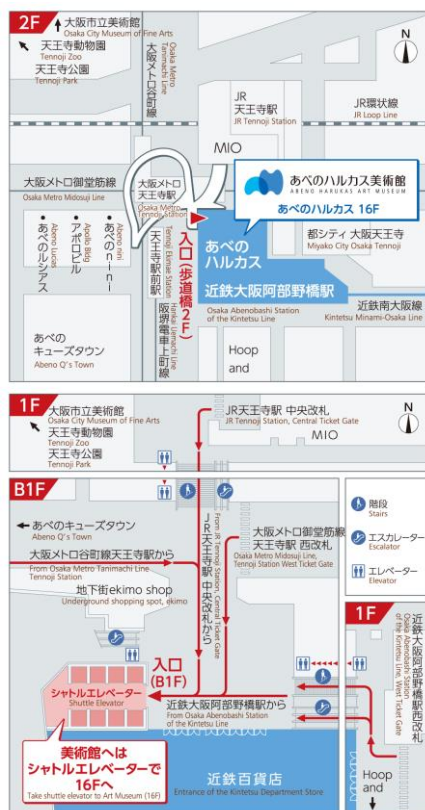 2F
大阪市立美術館
Osaka City Museum of Fine Arts
天王寺動物園
Tennoji Zoo
天王寺公園
Tennoji Park
大阪メトロ谷町線
Osaka Metro
Tanimachi Line
N
JR
天王寺駅
JR Tennoji Station
JR環状線
JR Loop Line
MIO
大阪メトロ御堂筋線
Osaka Metro Midosuji Line
大阪メトロ
天王寺駅
Osaka Metro
Tennoji Station
あべのハルカス美術館
ABENO HARUKAS ART MUSEUM
あべのハルカス 16F
あべのルシアス
Abeno Lucias
アポロビル
Apollo Bldg
あべのnini
Abeno nini
天王寺駅前駅
Tennoji Ekimae Station
阪堺電車上町線
Hankai Uemachi Line
入口(歩道橋2F)
あべの
ハルカス
都シティ 大阪天王寺
Miyako City Osaka Tennoji
近鉄大阪阿部野橋駅
Osaka Abenobashi Station
of the Kintetsu Line
近鉄南大阪線
Kintetsu Minami-Osaka Line
あべの
キューズタウン
Abeno Q's Town
Hoop
and
1F
大阪市立美術館
Osaka City Museum of Fine Arts
天王寺動物園
Tennoji Zoo
天王寺公園
Tennoji Park
JR天王寺駅 中央改札
JR Tennoji Station, Central Ticket Gate
MIO
N
B1F
あべのキューズタウン
Abeno Q's Town
大阪メトロ谷町線天王寺駅から
From Osaka Metro Tanimachi Line
Tennoji Station
地下街ekimo shop
Underground shopping spot, ekimo
From JR Tennoji Station, Central Ticket Gate
JR天王寺駅 中央改札から
大阪メトロ御堂筋線
天王寺駅 西改札
Osaka Metro Midosuji Line,
Tennoji Station West Ticket Gate
階段
Stairs
エスカレーター
Escalator
エレベーター
Elevator
入口
(B1F)
シャトルエレベーター
Shuttle Elevator
近鉄大阪阿部野橋駅から
From Osaka Abenobashi Station
of the Kintetsu Line
美術館へは
シャトルエレベーターで
16Fへ
Take shuttle elevator to Art Museum (16F)
近鉄百貨店
Entrance of the Kintetsu Department Store
1F
近鉄大阪阿部野橋駅西改札
Osaka Abenobashi Station
of the Kintetsu Line, West Ticket Gate
Hoop
and